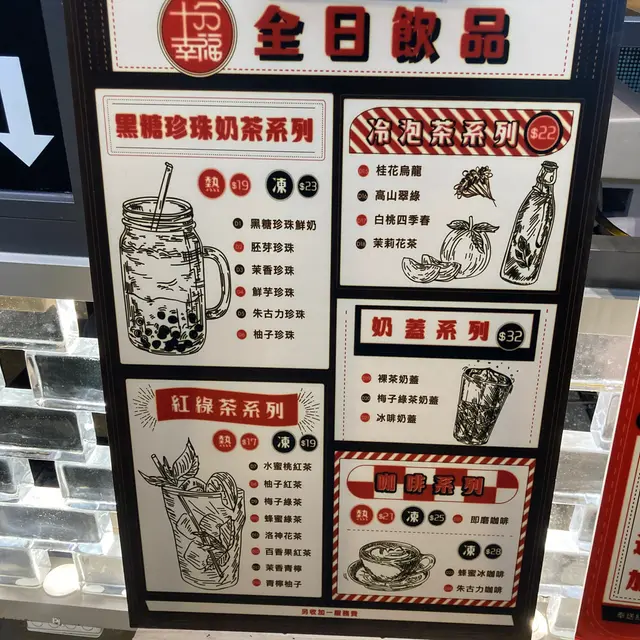 十分
幸福
全日飲品
黑糖珍珠奶茶系列
熱 $19 凍 $23
黑糖珍珠鮮奶
胚芽珍珠
茉香珍珠
鮮芋珍珠
朱古力珍珠
柚子珍珠
冷泡茶系列 $22
桂花烏龍
高山翠綠
白桃四季春
茉莉花茶
奶蓋系列 $32
裸茶奶蓋
梅子綠茶奶蓋
冰啡奶蓋
紅綠茶系列
熱 $17 凍 $19
水蜜桃紅茶
柚子紅茶
梅子綠茶
蜂蜜綠茶
洛神花茶
百香果紅茶
茉香青檸
青檸柚子
咖啡系列
熱 $21 凍 $25 即磨咖啡
凍 $28
蜂蜜冰咖啡
朱古力咖啡
另收加一服務費